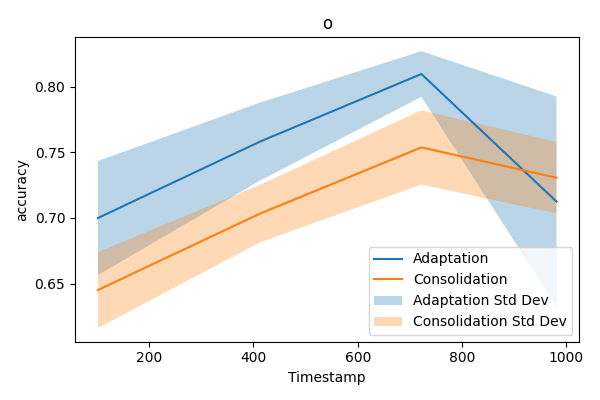 o
accuracy
0.80
0.75
0.70
0.65
200
400
600
800
1000
Timestamp
Adaptation
Consolidation
Adaptation Std Dev
Consolidation Std Dev